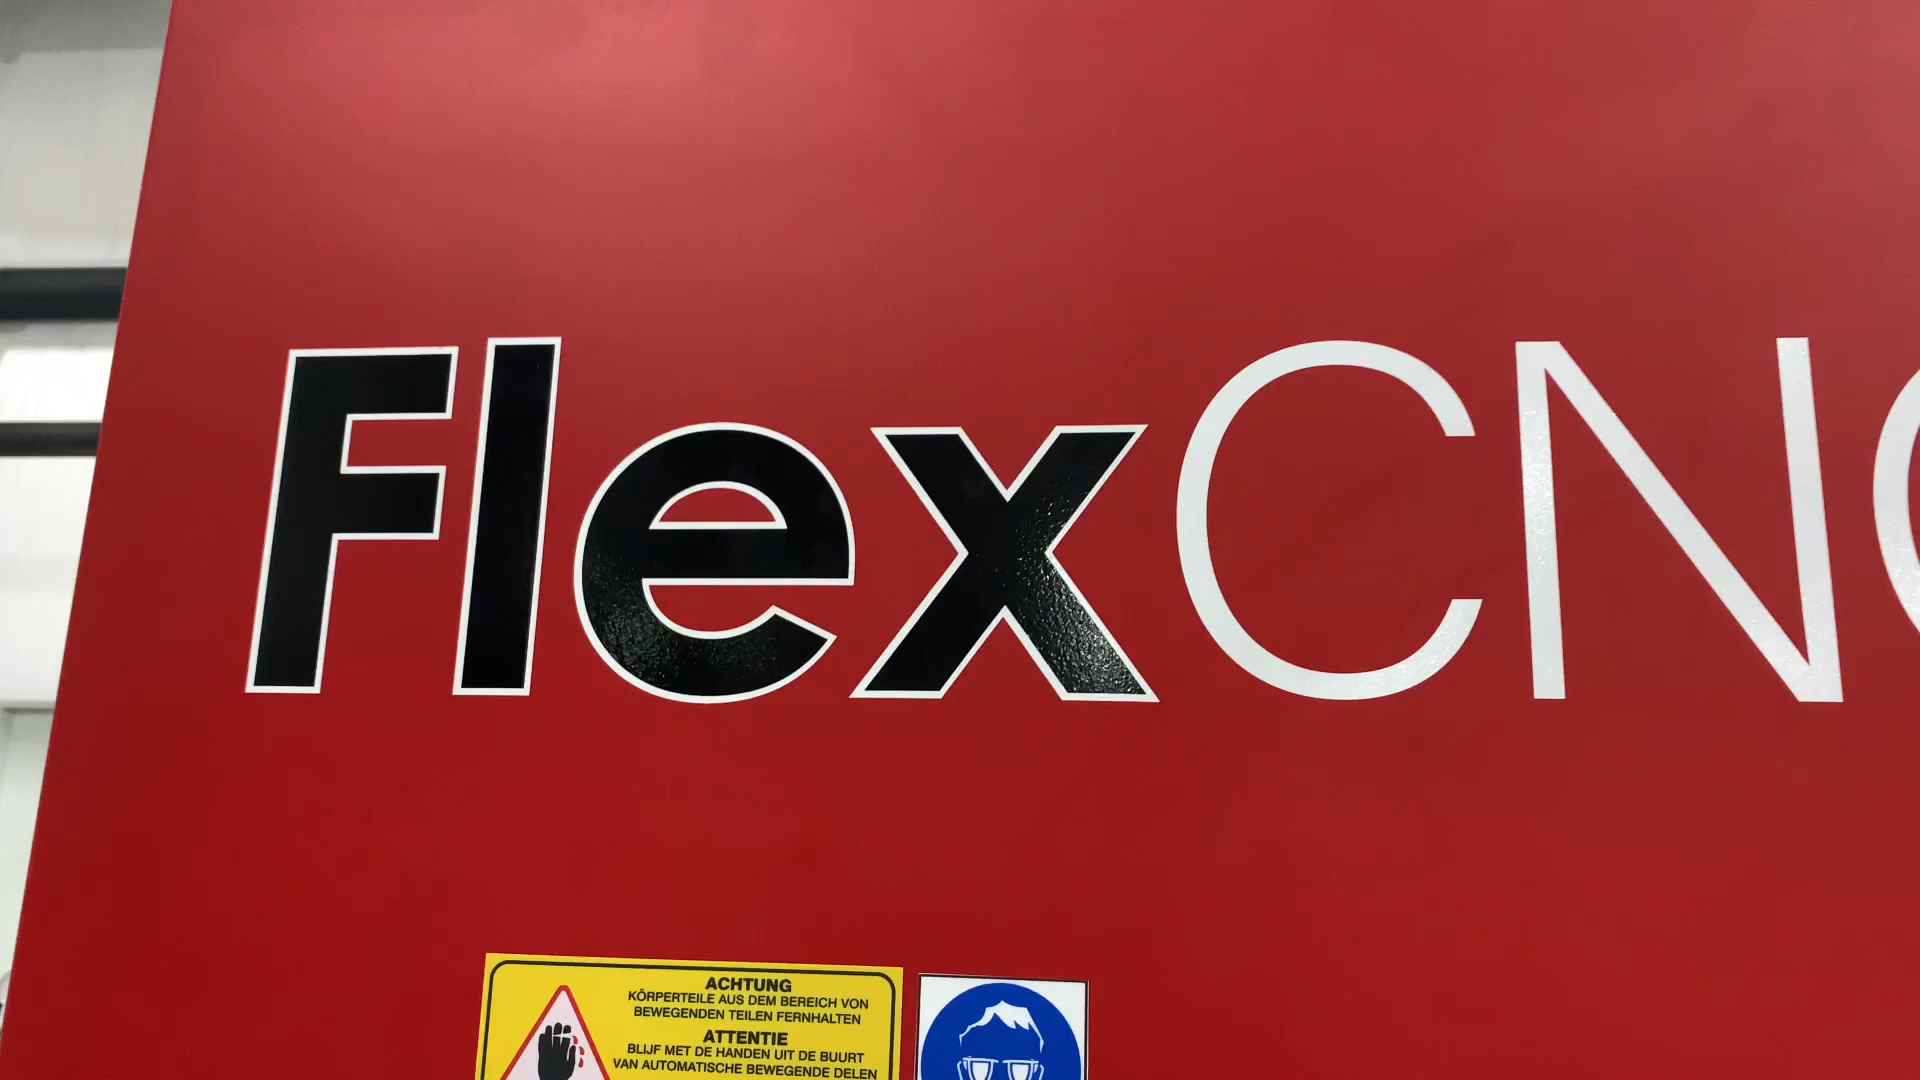 FlexCNC
ACHTUNG
KÖRPERTEILE AUS DEM BEREICH VON
BEWEGENDEN TEILEN FERNHALTEN
ATTENTIE
BLIJF MET DE HANDEN UIT DE BUURT
VAN AUTOMATISCHE BEWEGENDE DELEN